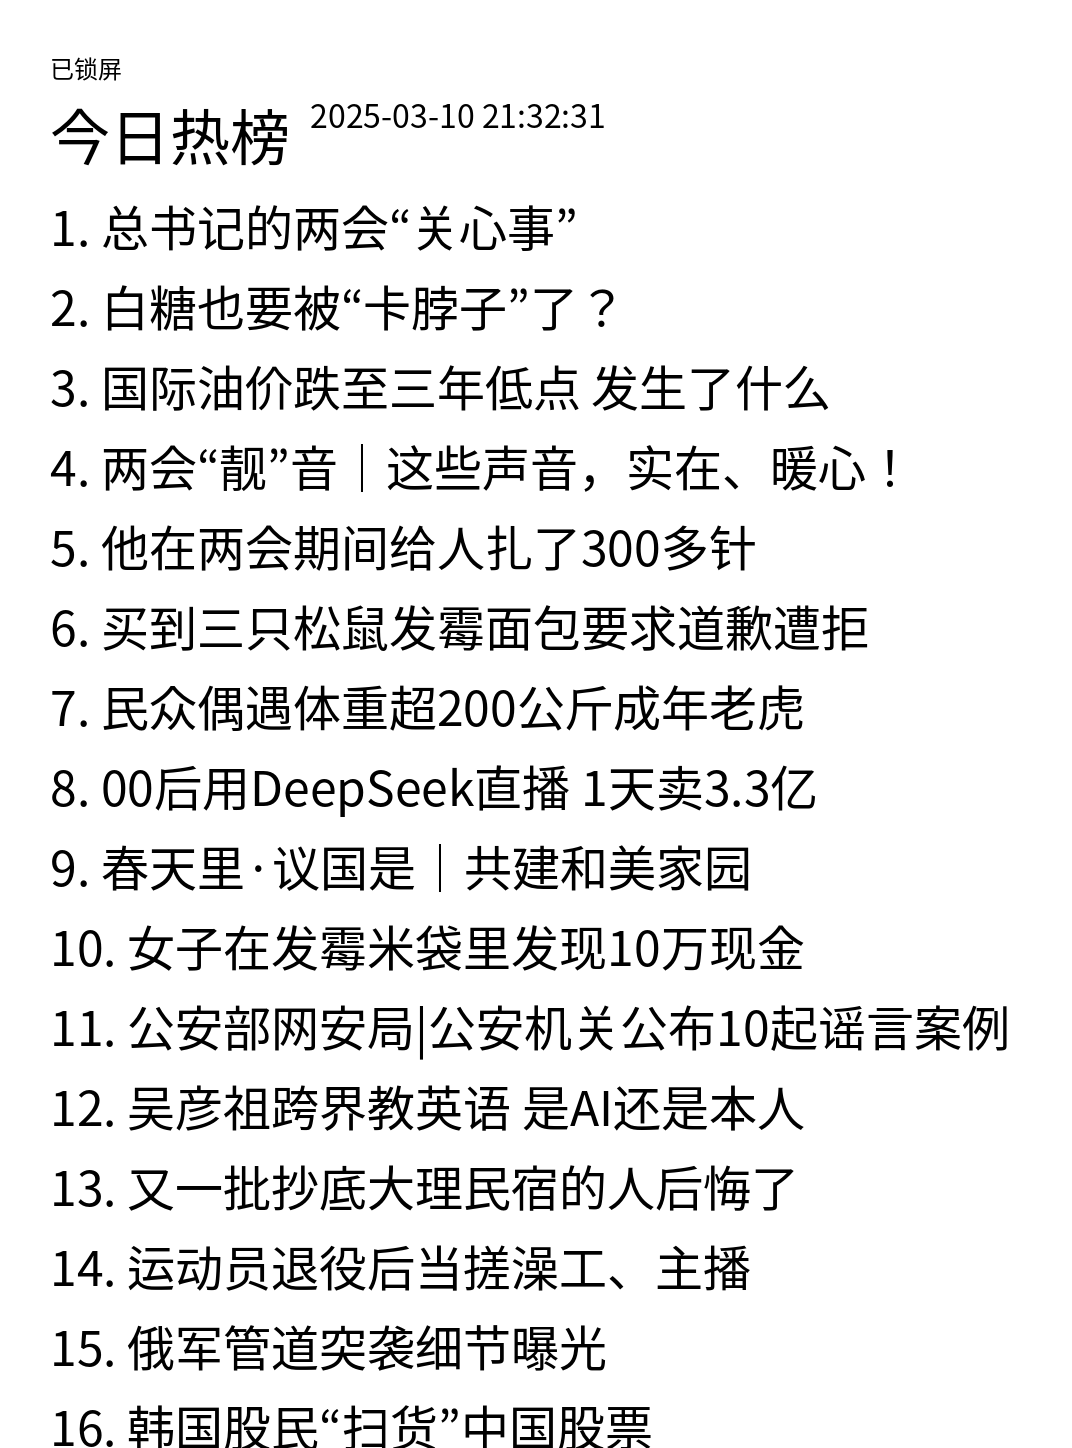 已锁屏
今日热榜 2025-03-10 21:32:31
1. 总书记的两会“关心事”
2. 白糖也要被“卡脖子”了？
3. 国际油价跌至三年低点 发生了什么
4. 两会“靓”音｜这些声音，实在、暖心！
5. 他在两会期间给人扎了300多针
6. 买到三只松鼠发霉面包要求道歉遭拒
7. 民众偶遇体重超200公斤成年老虎
8. 00后用DeepSeek直播 1天卖3.3亿
9. 春天里·议国是｜共建和美家园
10. 女子在发霉米袋里发现10万现金
11. 公安部网安局|公安机关公布10起谣言案例
12. 吴彦祖跨界教英语 是AI还是本人
13. 又一批抄底大理民宿的人后悔了
14. 运动员退役后当搓澡工、主播
15. 俄军管道突袭细节曝光
16. 韩国股民“扫货”中国股票